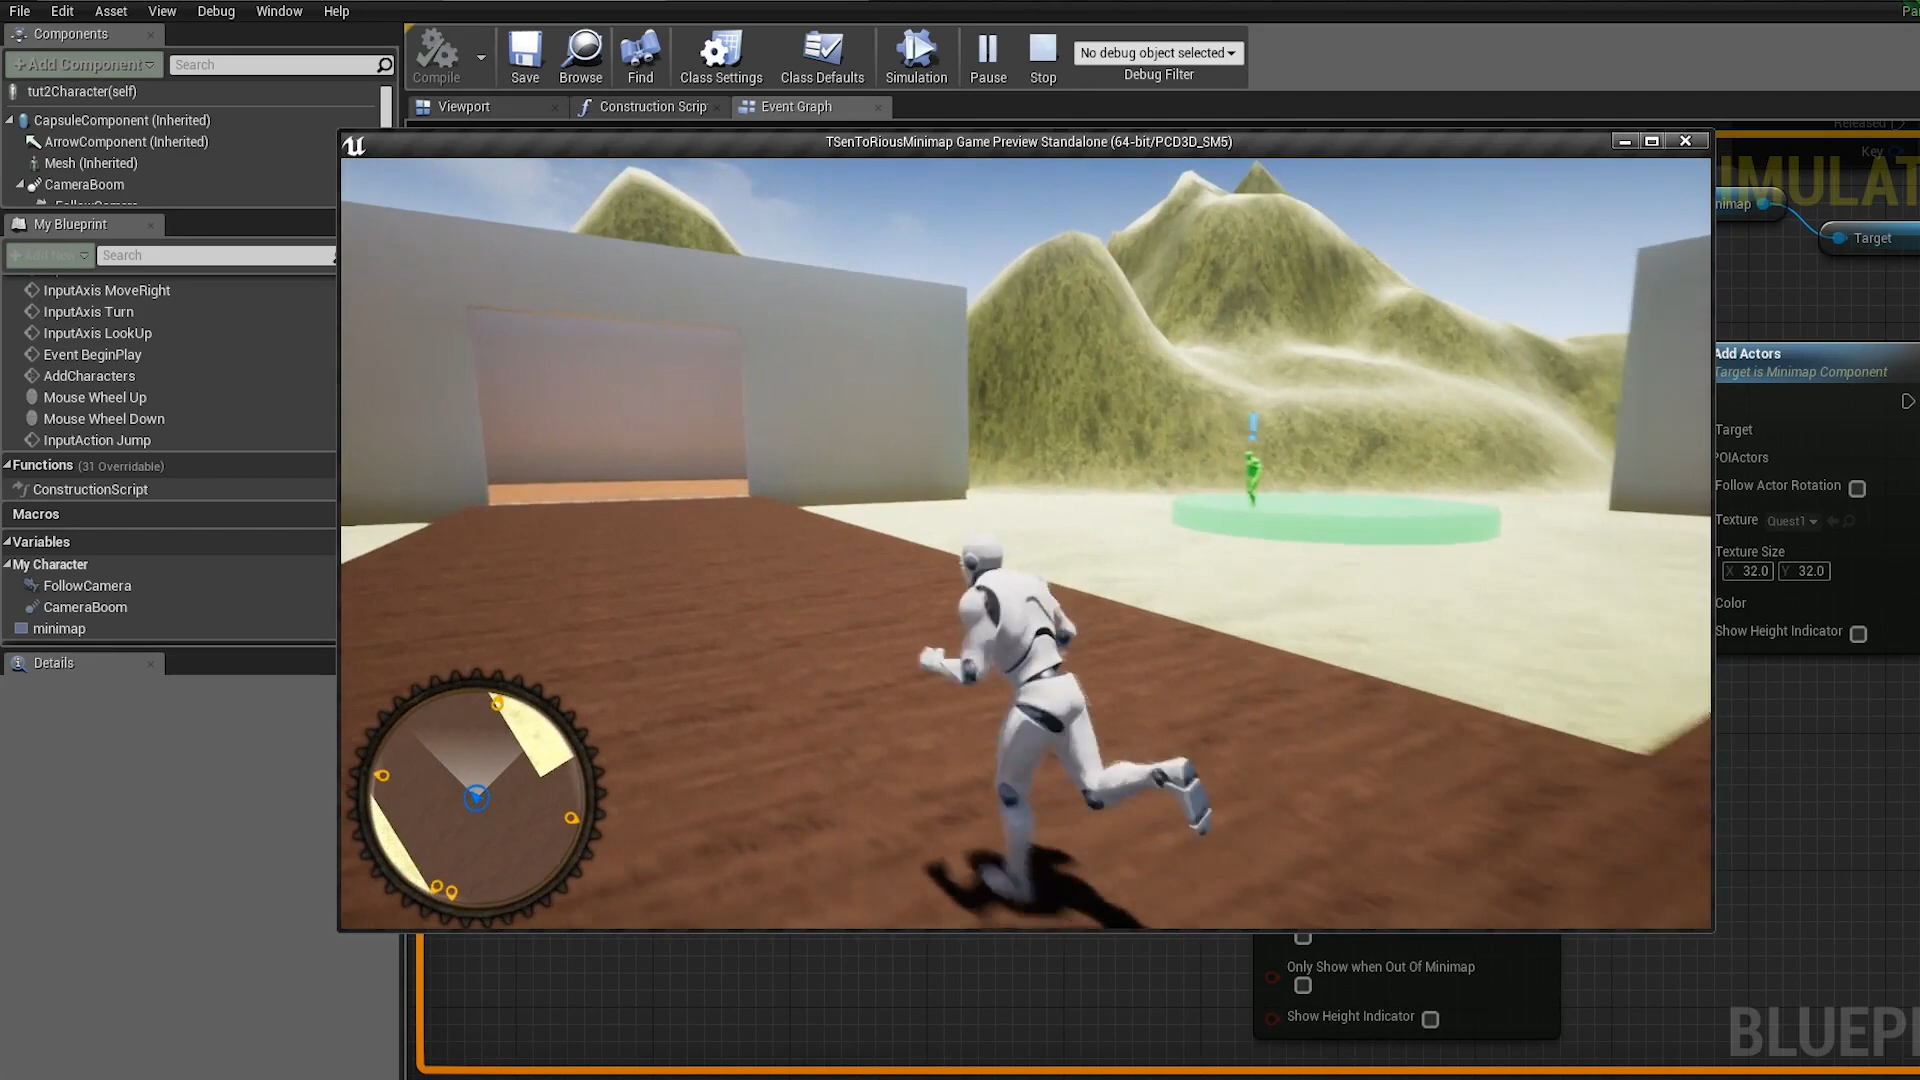 File Edit Asset View Debug Window Help
Components
+Add Component
Search
Compile
Save
Browse
Find
Class Settings
Class Defaults
Simulation
Pause
Stop
No debug object selected
Debug Filter
tut2Character(self)
Viewport
Construction Scrip
Event Graph
CapsuleComponent (Inherited)
ArrowComponent (Inherited)
Mesh (Inherited)
CameraBoom
FollowCamera
TSenToRiousMinimap Game Preview Standalone (64-bit/PCD3D_SM5)
Released
Key
IMULAT
nimap
Target
My Blueprint
+ Add New
Search
InputAxis MoveRight
InputAxis Turn
InputAxis LookUp
Event BeginPlay
AddCharacters
Mouse Wheel Up
Mouse Wheel Down
InputAction Jump
Functions (31 Overridable)
ConstructionScript
Macros
Variables
My Character
FollowCamera
CameraBoom
minimap
Details
Add Actors
Target is Minimap Component
Target
POIActors
Follow Actor Rotation
Texture Quest1
Texture Size
X 32.0 Y 32.0
Color
Show Height Indicator
Only Show when Out Of Minimap
Show Height Indicator
BLUEP